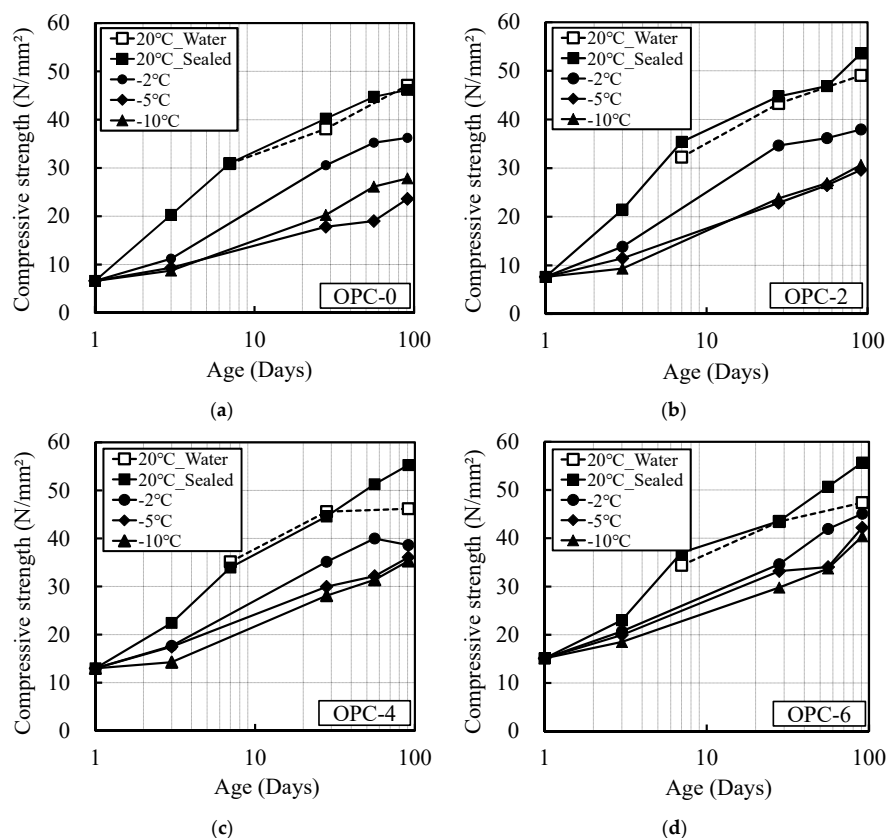 Compressive strength (N/mm²)
60
50
40
30
20
10
0
20℃_Water
20℃_Sealed
-2℃
-5℃
-10℃
OPC-0
1
10
100
Age (Days)
(a)
Compressive strength (N/mm²)
60
50
40
30
20
10
0
20℃_Water
20℃_Sealed
-2℃
-5℃
-10℃
OPC-2
1
10
100
Age (Days)
(b)
Compressive strength (N/mm²)
60
50
40
30
20
10
0
20℃_Water
20℃_Sealed
-2℃
-5℃
-10℃
OPC-4
1
10
100
Age (Days)
(c)
Compressive strength (N/mm²)
60
50
40
30
20
10
0
20℃_Water
20℃_Sealed
-2℃
-5℃
-10℃
OPC-6
1
10
100
Age (Days)
(d)